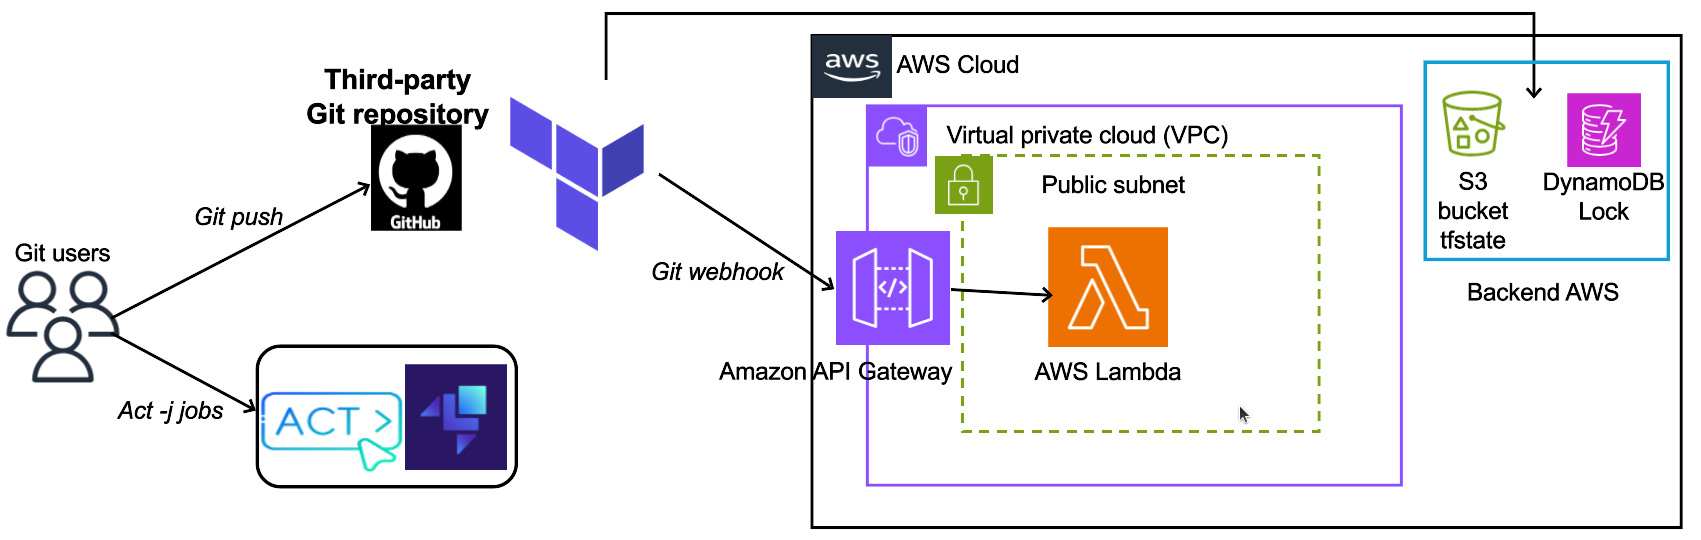 Third-party
Git repository
GitHub
Git push
Git users
Act -j jobs
ACT >
Git webhook
aws
AWS Cloud
Virtual private cloud (VPC)
Public subnet
</>
Amazon API Gateway
AWS Lambda
S3
bucket
tfstate
DynamoDB
Lock
Backend AWS